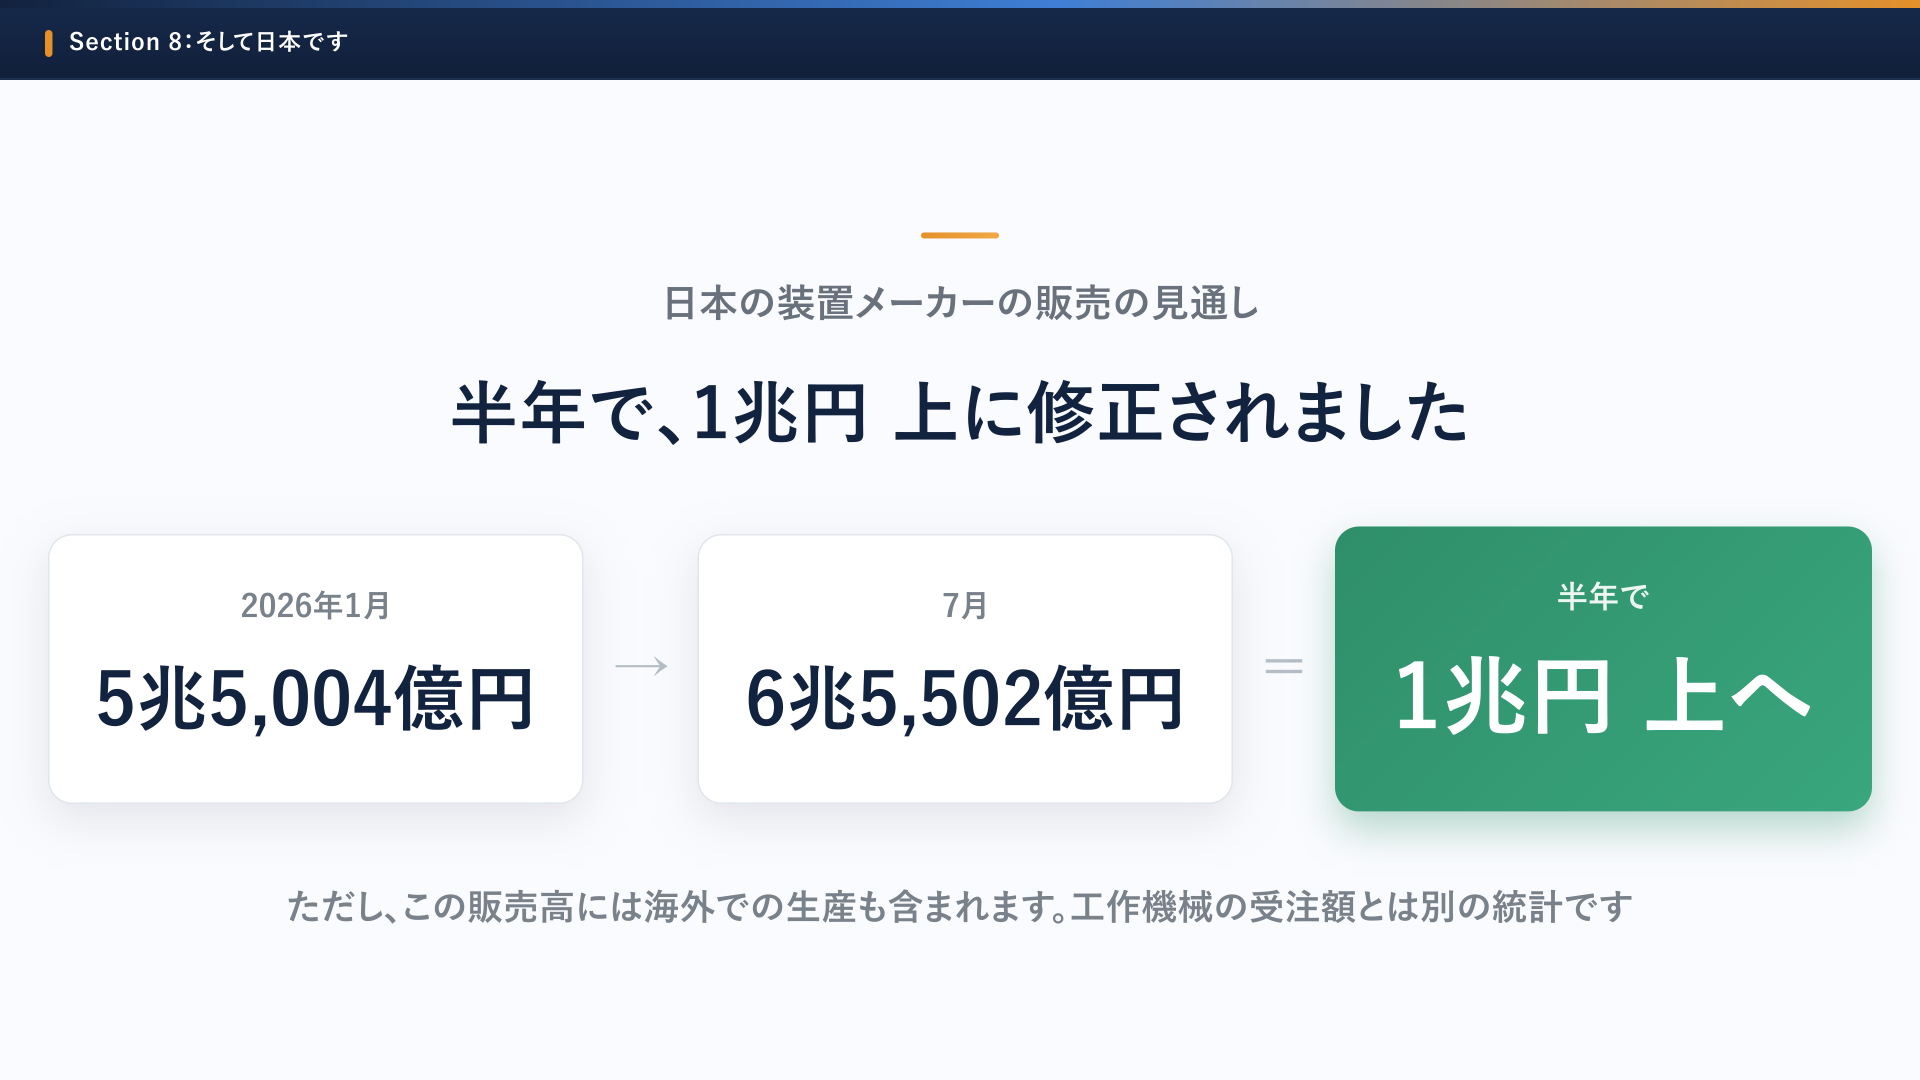 Section 8：そして日本です
日本の装置メーカーの販売の見通し
半年で、1兆円 上に修正されました
2026年1月
5兆5,004億円
→
7月
6兆5,502億円
＝
半年で
1兆円 上へ
ただし、この販売高には海外での生産も含まれます。工作機械の受注額とは別の統計です